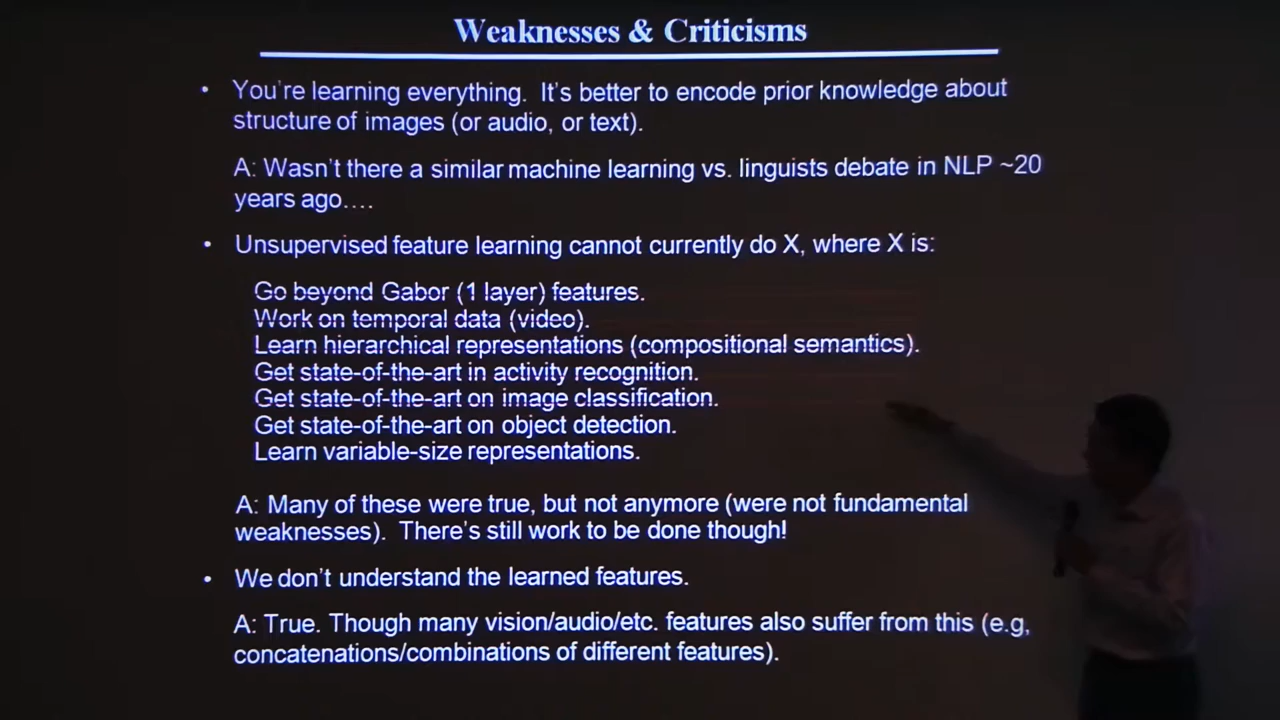 Weaknesses & Criticisms
• You're learning everything. It's better to encode prior knowledge about
structure of images (or audio, or text).
A: Wasn't there a similar machine learning vs. linguists debate in NLP ~20
years ago….
• Unsupervised feature learning cannot currently do X, where X is:
Go beyond Gabor (1 layer) features.
Work on temporal data (video).
Learn hierarchical representations (compositional semantics).
Get state-of-the-art in activity recognition.
Get state-of-the-art on image classification.
Get state-of-the-art on object detection.
Learn variable-size representations.
A: Many of these were true, but not anymore (were not fundamental
weaknesses). There's still work to be done though!
• We don't understand the learned features.
A: True. Though many vision/audio/etc. features also suffer from this (e.g,
concatenations/combinations of different features).